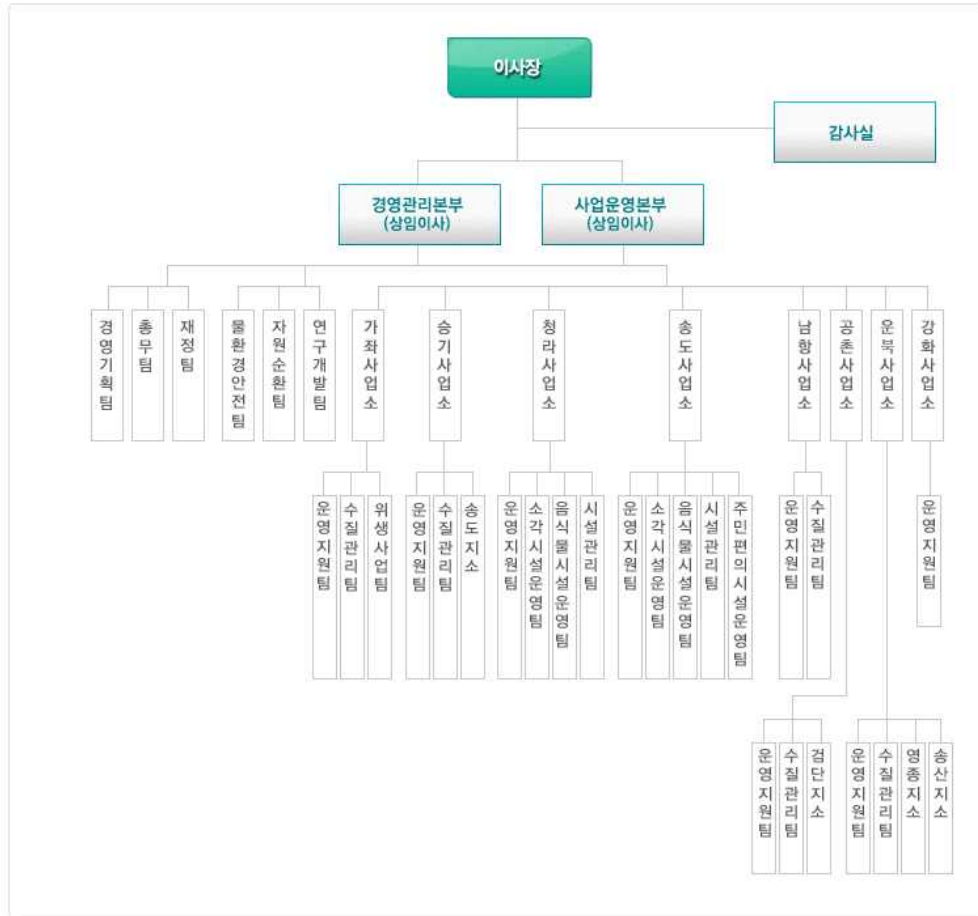 이사장
감사실
경영관리본부
(상임이사)
사업운영본부
(상임이사)
경영기획팀
총무팀
재정팀
물환경안전팀
자원순환팀
연구개발팀
가좌사업소
승기사업소
청라사업소
송도사업소
남항사업소
공촌사업소
운북사업소
강화사업소
운영지원팀
수질관리팀
위생사업팀
운영지원팀
수질관리팀
송도지소
운영지원팀
소각시설운영팀
음식물시설운영팀
시설관리팀
운영지원팀
소각시설운영팀
음식물시설운영팀
시설관리팀
주민편의시설운영팀
운영지원팀
수질관리팀
운영지원팀
운영지원팀
수질관리팀
검단지소
운영지원팀
수질관리팀
영종지소
송산지소